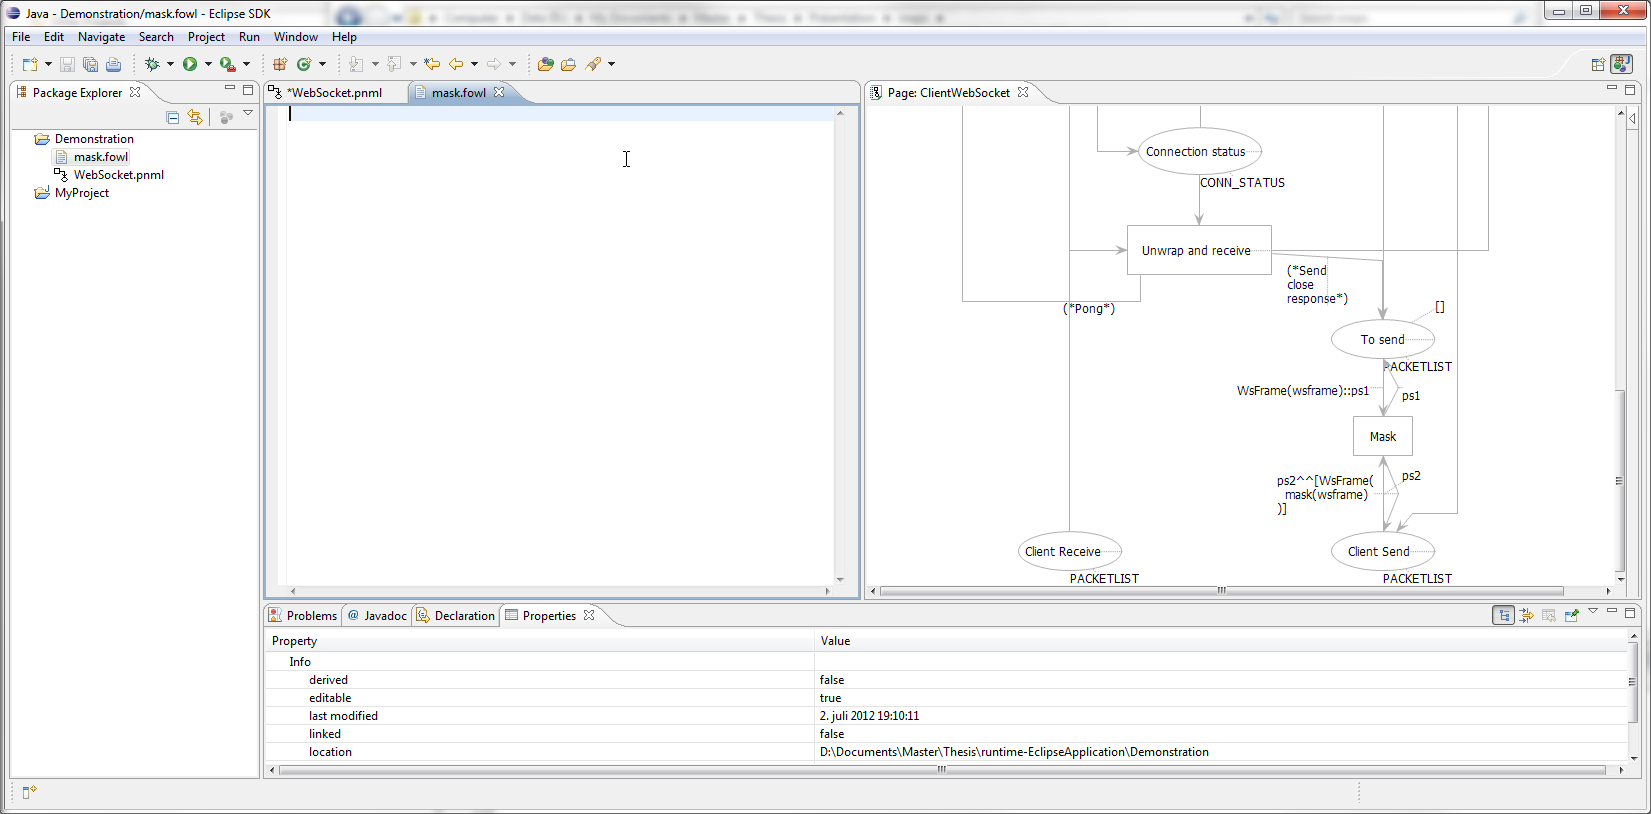 Java - Demonstration/mask.fowl - Eclipse SDK
File Edit Navigate Search Project Run Window Help
Package Explorer
Demonstration
mask.fowl
WebSocket.pnml
MyProject
*WebSocket.pnml
mask.fowl
Page: ClientWebSocket
Connection status
CONN_STATUS
Unwrap and receive
(*Send
close
response*)
(*Pong*)
[]
To send
PACKETLIST
WsFrame(wsframe)::ps1
ps1
Mask
ps2
ps2^^[WsFrame(
mask(wsframe)
)]
Client Receive
PACKETLIST
Client Send
PACKETLIST
Problems @ Javadoc Declaration Properties
Property Value
Info
derived false
editable true
last modified 2. juli 2012 19:10:11
linked false
location D:\Documents\Master\Thesis\runtime-EclipseApplication\Demonstration